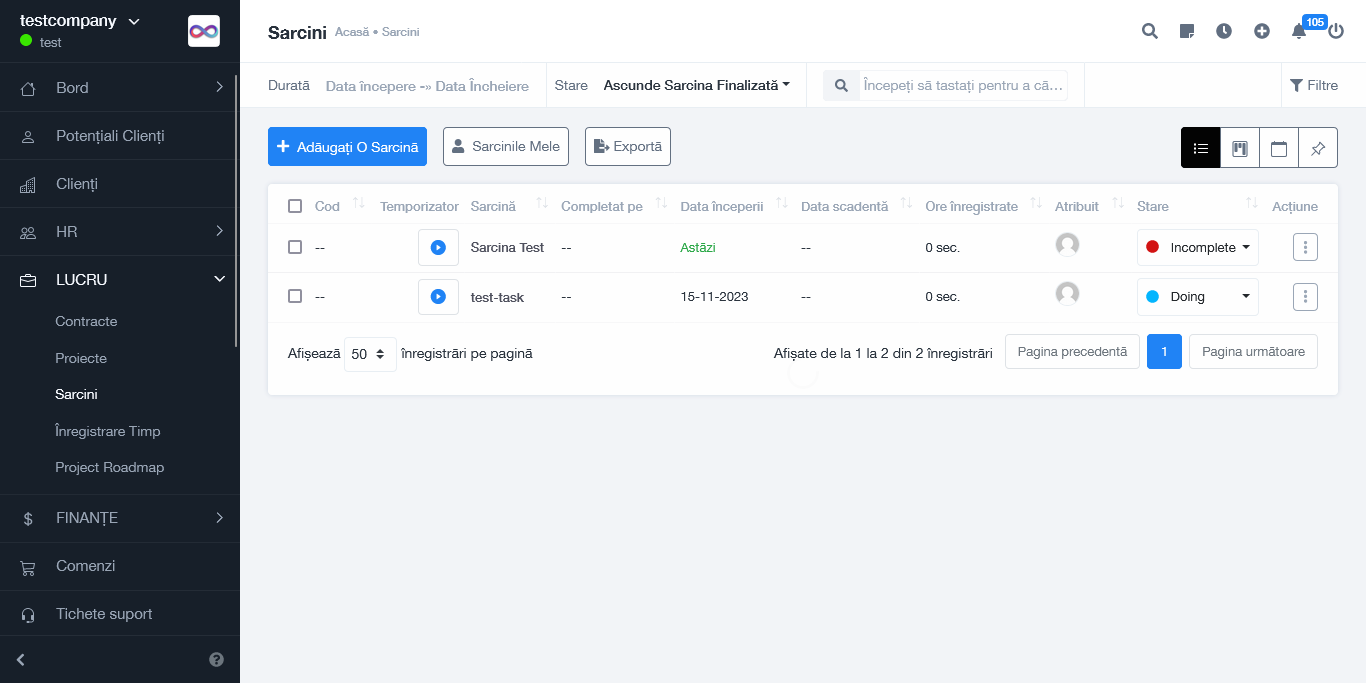 testcompany
test
Bord
Potențiali Clienți
Clienți
HR
LUCRU
Contracte
Proiecte
Sarcini
Înregistrare Timp
Project Roadmap
FINANȚE
Comenzi
Tichete suport
Sarcini Acasă • Sarcini
105
Durată Data începere -» Data Încheiere Stare Ascunde Sarcina Finalizată Începeți să tastați pentru a că... Filtre
Adăugați O Sarcină Sarcinile Mele Exportă
Cod Temporizator Sarcină Completat pe Data începerii Data scadentă Ore înregistrate Atribuit Stare Acțiune
-- Sarcina Test -- Astăzi -- 0 sec. Incomplete
-- test-task -- 15-11-2023 -- 0 sec. Doing
Afișează 50 înregistrări pe pagină Afișate de la 1 la 2 din 2 înregistrări Pagina precedentă 1 Pagina următoare